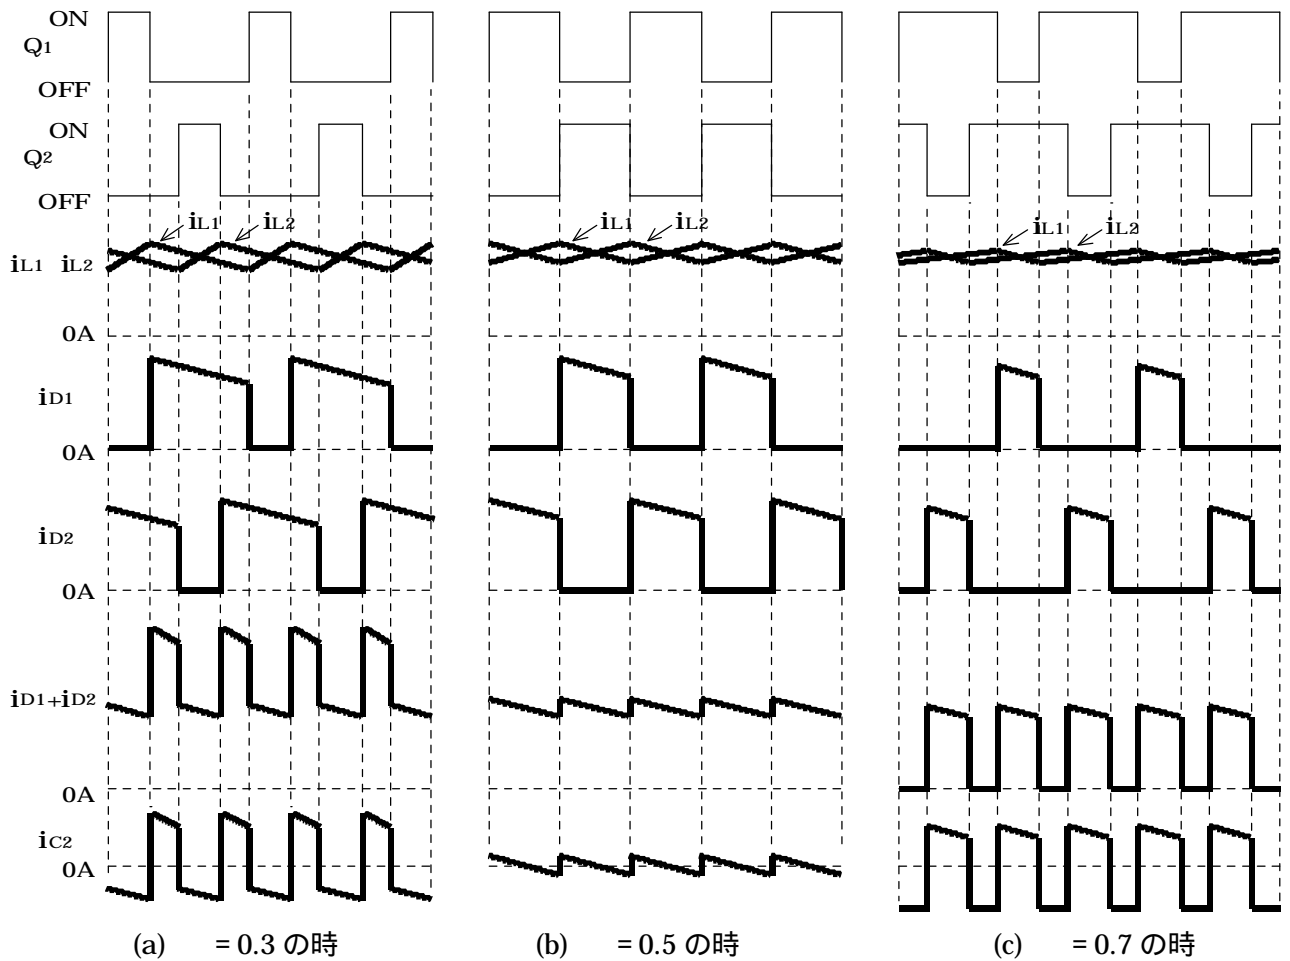 ON
Q1
OFF
ON
Q2
OFF
iL1 iL2
iL1 iL2
iL1 iL2
iL1 iL2
0A
iD1
0A
iD2
0A
iD1+iD2
0A
iC2
0A
(a) = 0.3 の時
(b) = 0.5 の時
(c) = 0.7 の時